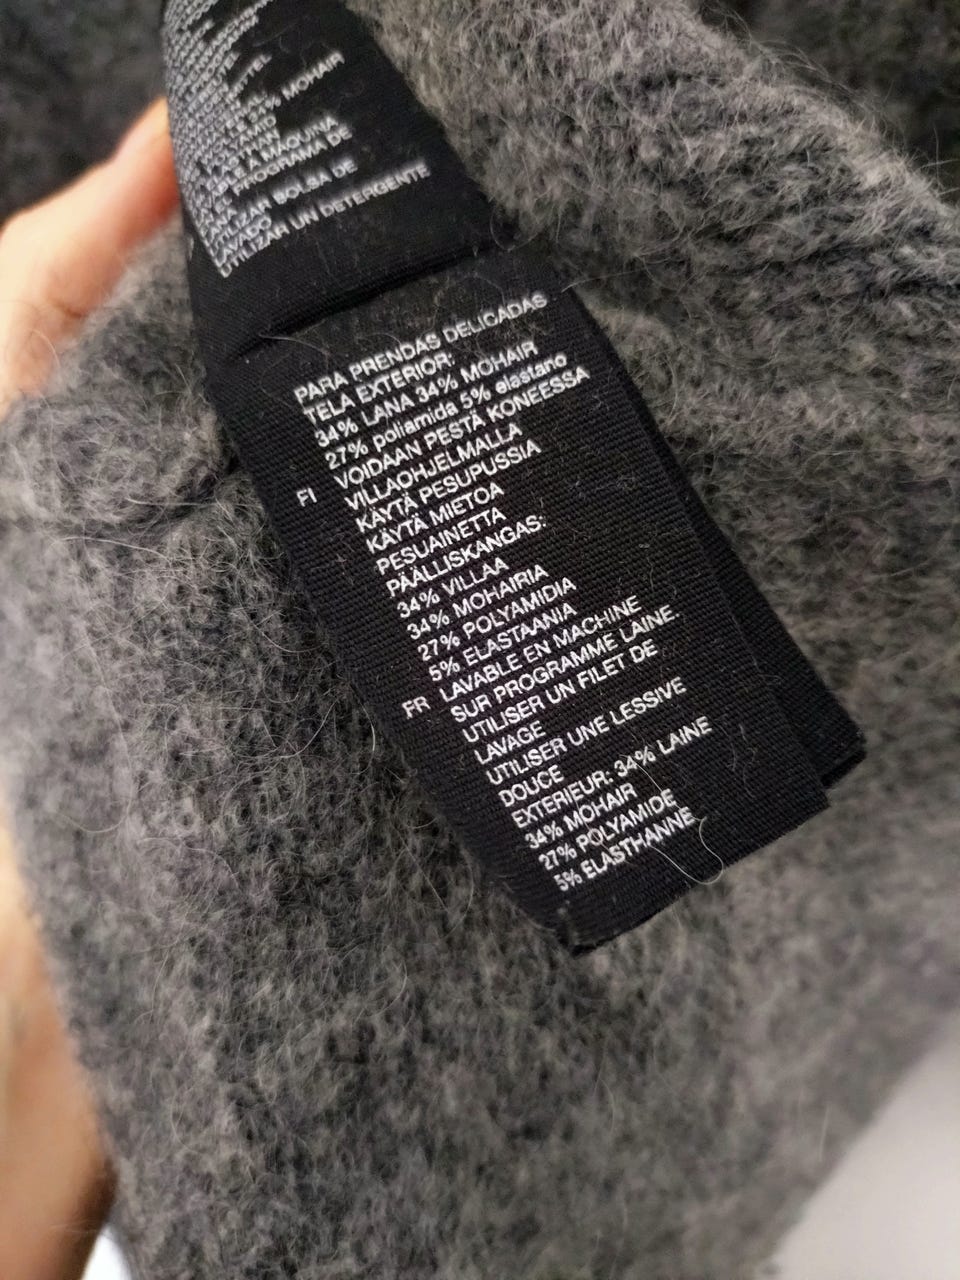 MOHAIR
MAQUINA
PROGRAMA DE
LAVADO BOLSA DE
UTILIZAR UN DETERGENTE
PARA PRENDAS DELICADAS
TELA EXTERIOR:
34% LANA 34% MOHAIR
27% poliamida 5% elastano
FI VOIDAAN PESTÄ KONEESSA
VILLAOHJELMALLA
KÄYTÄ PESUPUSSIA
KÄYTÄ MIETOA
PESUAINETTA
PÄÄLLISKANGAS:
34% VILLAA
34% MOHAIRIA
27% POLYAMIDIA
5% ELASTAANIA
FR LAVABLE EN MACHINE
SUR PROGRAMME LAINE.
UTILISER UN FILET DE
LAVAGE
UTILISER UNE LESSIVE
DOUCE
EXTERIEUR: 34% LAINE
34% MOHAIR
27% POLYAMIDE
5% ELASTHANNE